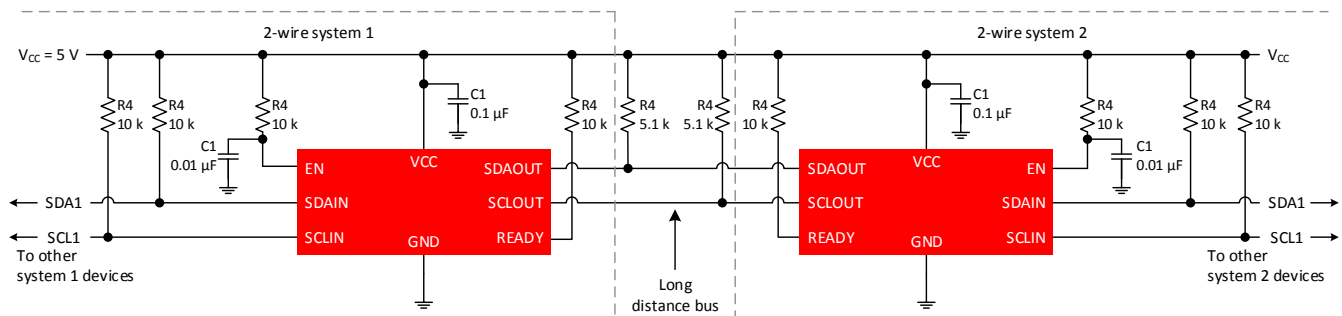 2-wire system 1
2-wire system 2
VCC = 5 V
VCC
R4
10 k
R4
10 k
R4
10 k
C1
0.1 µF
R4
10 k
R4
5.1 k
R4
5.1 k
R4
10 k
C1
0.1 µF
R4
10 k
R4
10 k
R4
10 k
C1
0.01 µF
C1
0.01 µF
VCC
EN
SDAIN
SCLIN
GND
SDAOUT
SCLOUT
READY
VCC
SDAOUT
SCLOUT
READY
GND
EN
SDAIN
SCLIN
SDA1
SCL1
To other
system 1 devices
Long
distance bus
SDA1
SCL1
To other
system 2 devices